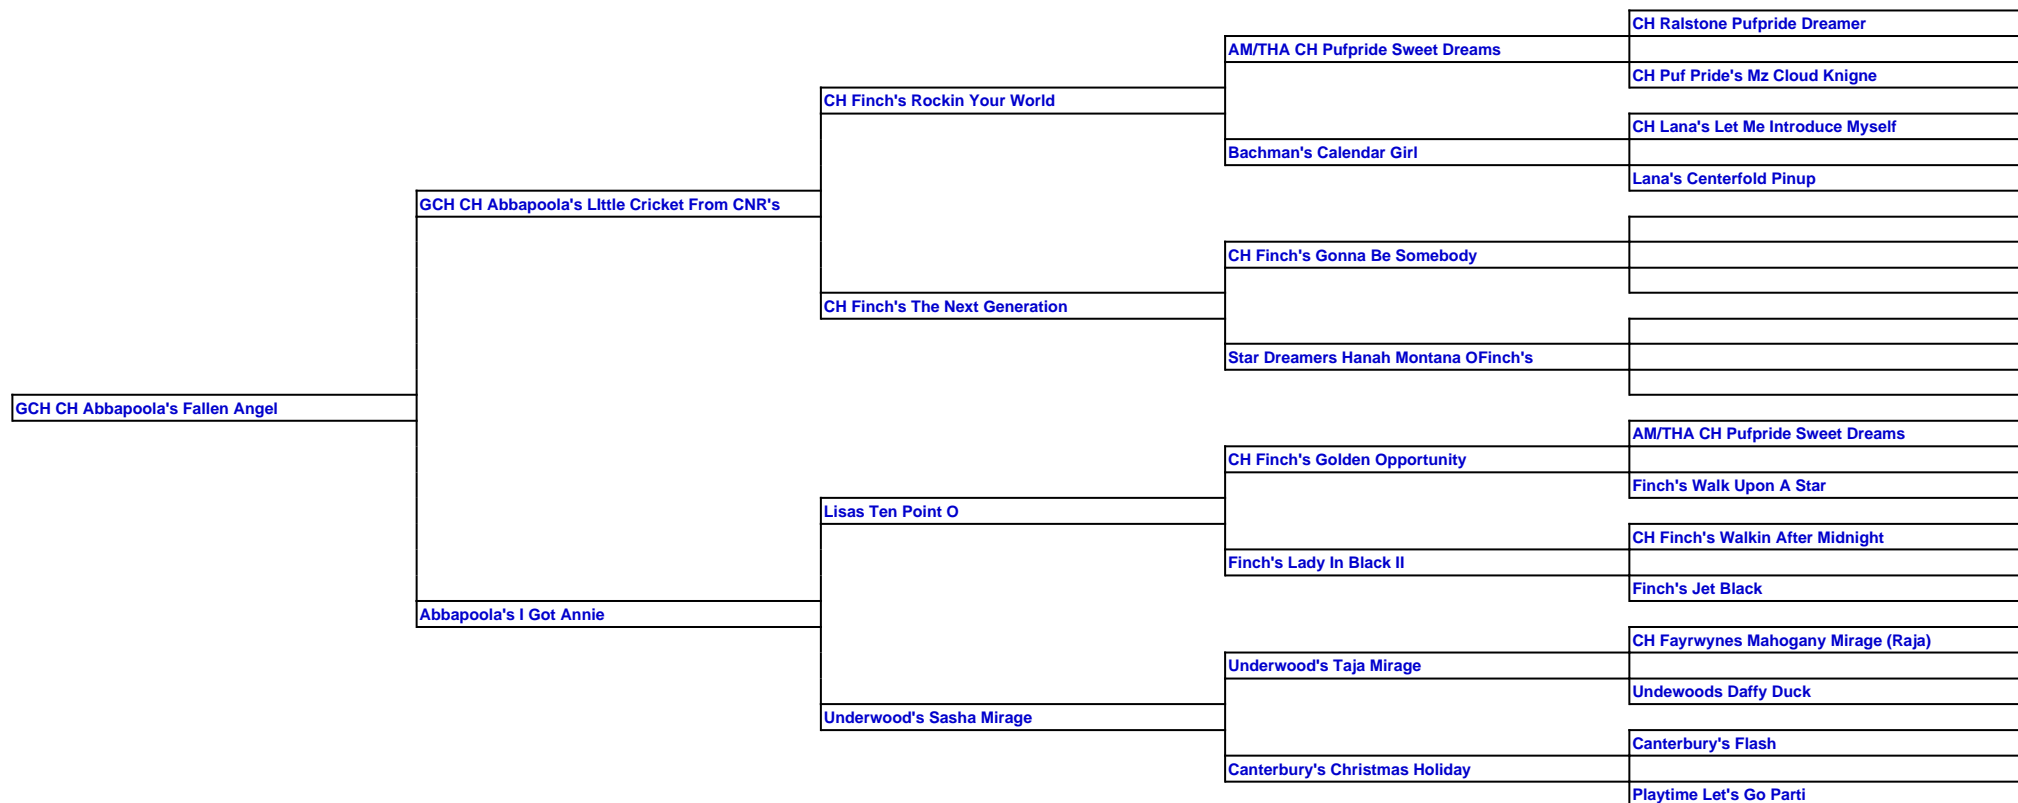 CH Ralstone Pufpride Dreamer
AM/THA CH Pufpride Sweet Dreams
CH Puf Pride's Mz Cloud Knigne
CH Finch's Rockin Your World
CH Lana's Let Me Introduce Myself
Bachman's Calendar Girl
Lana's Centerfold Pinup
GCH CH Abbapoola's LIttle Cricket From CNR's
CH Finch's Gonna Be Somebody
CH Finch's The Next Generation
Star Dreamers Hanah Montana OFinch's
GCH CH Abbapoola's Fallen Angel
AM/THA CH Pufpride Sweet Dreams
CH Finch's Golden Opportunity
Finch's Walk Upon A Star
Lisas Ten Point O
CH Finch's Walkin After Midnight
Finch's Lady In Black II
Finch's Jet Black
Abbapoola's I Got Annie
CH Fayrwynes Mahogany Mirage (Raja)
Underwood's Taja Mirage
Undewoods Daffy Duck
Underwood's Sasha Mirage
Canterbury's Flash
Canterbury's Christmas Holiday
Playtime Let's Go Parti